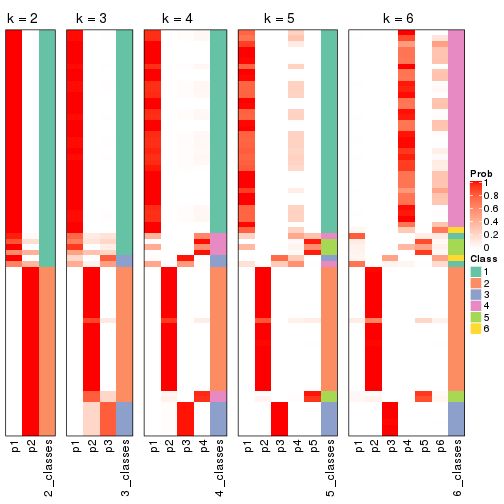 k = 2
k = 3
k = 4
k = 5
k = 6
p1
p2
2_classes
p1
p2
p3
3_classes
p1
p2
p3
p4
4_classes
p1
p2
p3
p4
p5
5_classes
p1
p2
p3
p4
p5
p6
6_classes
Prob
1
0.8
0.6
0.4
0.2
0
Class
1
2
3
4
5
6